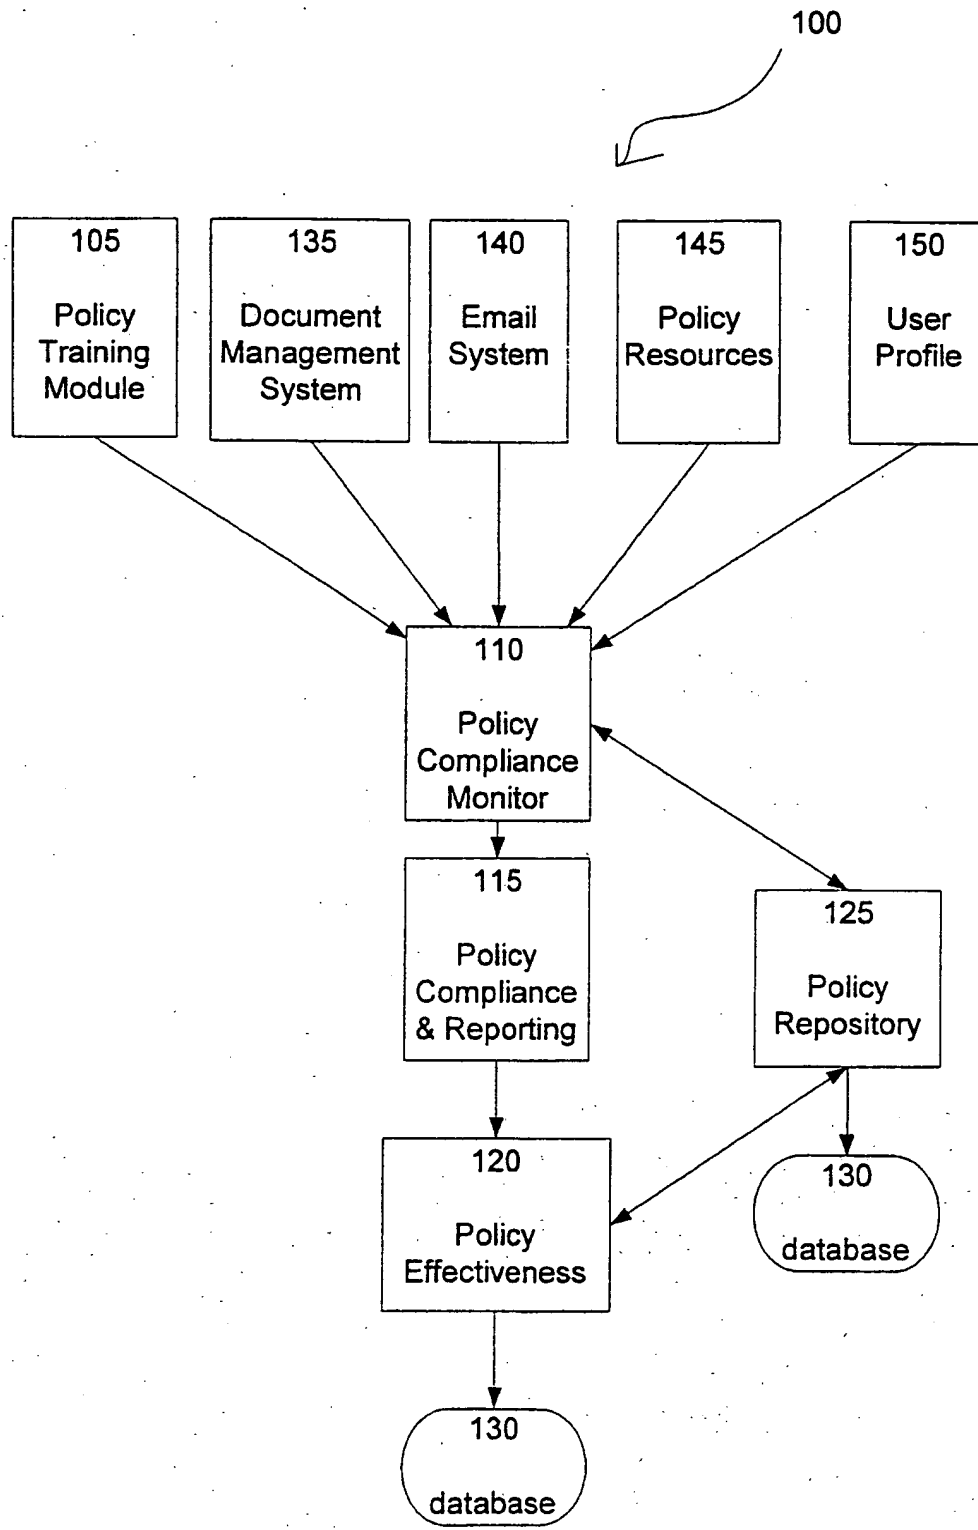 100
105
Policy
Training
Module
135
Document
Management
System
140
Email
System
145
Policy
Resources
150
User
Profile
110
Policy
Compliance
Monitor
115
Policy
Compliance
& Reporting
125
Policy
Repository
120
Policy
Effectiveness
130
database
130
database